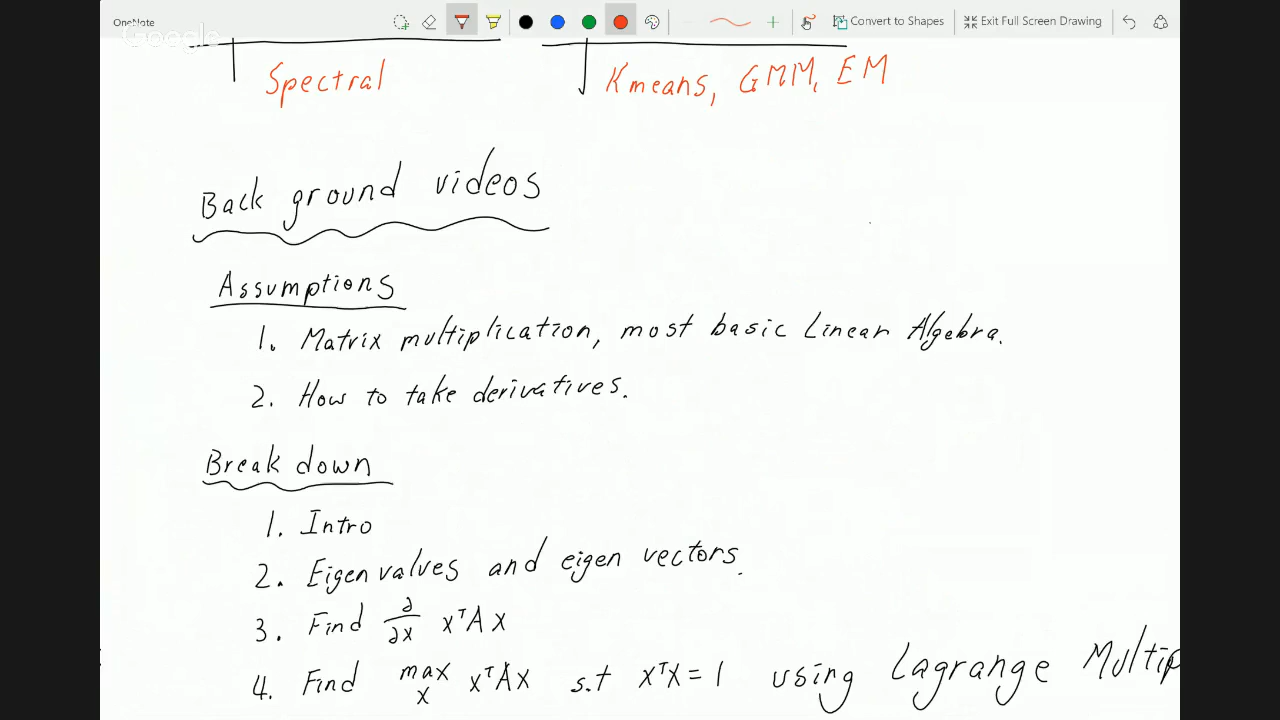 OneNote
Convert to Shapes
Exit Full Screen Drawing
Google
Spectral
Kmeans, GMM, EM
Back ground videos
Assumptions
1. Matrix multiplication, most basic Linear Algebra.
2. How to take derivatives.
Break down
1. Intro
2. Eigen values and eigen vectors.
3. Find ∂/∂x xᵀAx
4. Find max x xᵀAx s.t xᵀx = 1 using Lagrange Multip